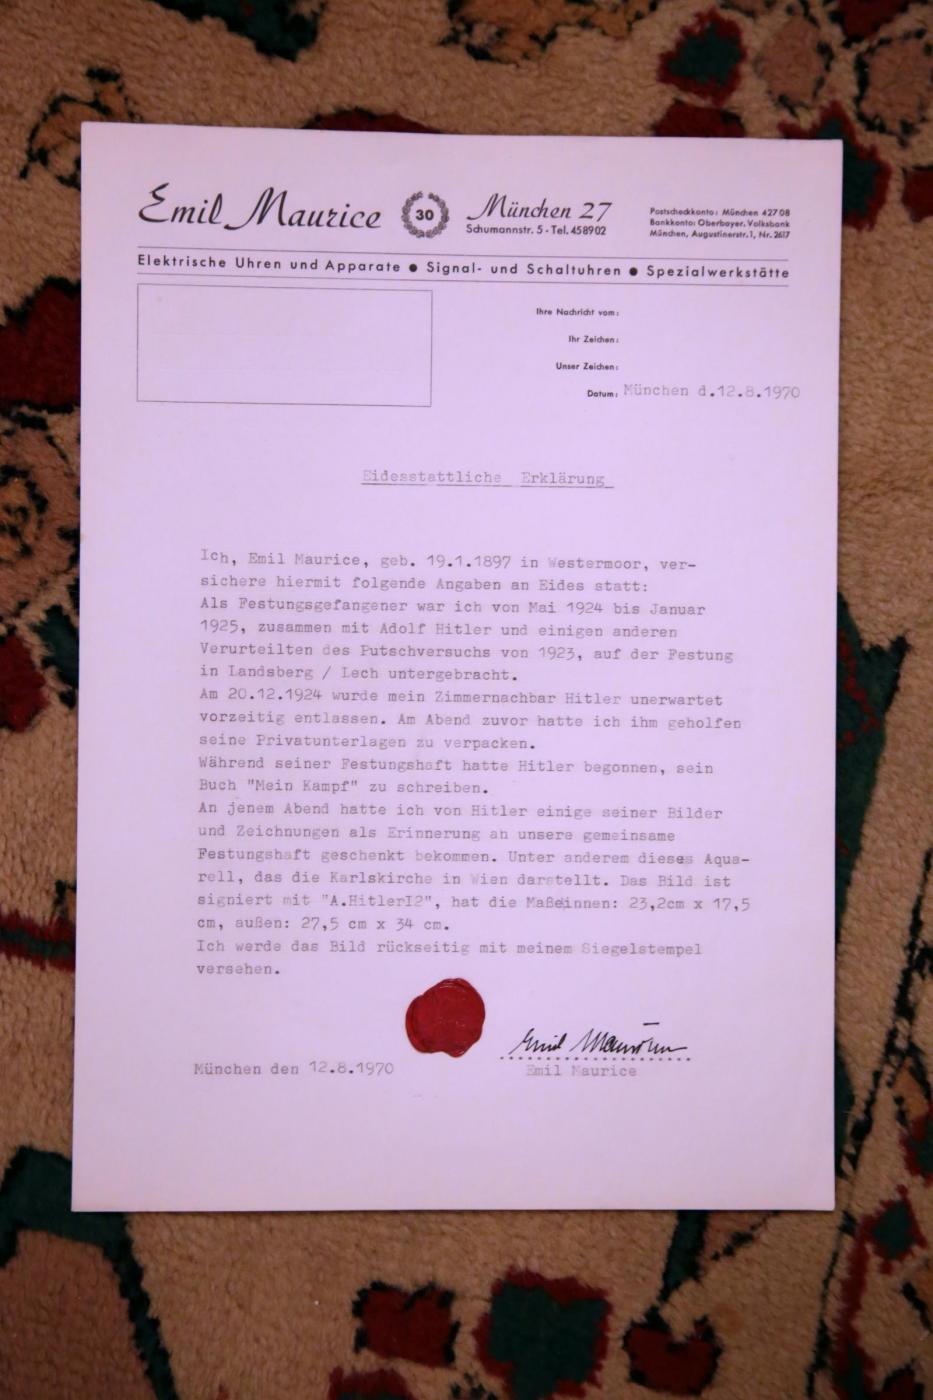 Emil Maurice 30 München 27
Schumannstr. 5 - Tel. 458902
Postscheckkonto: München 42708
Bankkonto: Oberbayer. Volksbank
München, Augustinerstr. 1, Nr. 2617
Elektrische Uhren und Apparate ● Signal- und Schaltuhren ● Spezialwerkstätte
Ihre Nachricht vom:
Ihr Zeichen:
Unser Zeichen:
Datum: München d.12.8.1970
Eidesstattliche Erklärung
Ich, Emil Maurice, geb. 19.1.1897 in Westermoor, ver-
sichere hiermit folgende Angaben an Eides statt:
Als Festungsgefangener war ich von Mai 1924 bis Januar
1925, zusammen mit Adolf Hitler und einigen anderen
Verurteilten des Putschversuchs von 1923, auf der Festung
in Landsberg / Lech untergebracht.
Am 20.12.1924 wurde mein Zimmernachbar Hitler unerwartet
vorzeitig entlassen. Am Abend zuvor hatte ich ihm geholfen
seine Privatunterlagen zu verpacken.
Während seiner Festungshaft hatte Hitler begonnen, sein
Buch "Mein Kampf" zu schreiben.
An jenem Abend hatte ich von Hitler einige seiner Bilder
und Zeichnungen als Erinnerung an unsere gemeinsame
Festungshaft geschenkt bekommen. Unter anderem dieses Aqua-
rell, das die Karlskirche in Wien darstellt. Das Bild ist
signiert mit "A.HitlerI2", hat die Maßeinnen: 23,2cm x 17,5
cm, außen: 27,5 cm x 34 cm.
Ich werde das Bild rückseitig mit meinem Siegelstempel
versehen.
Emil Maurice
München den 12.8.1970
Emil Maurice